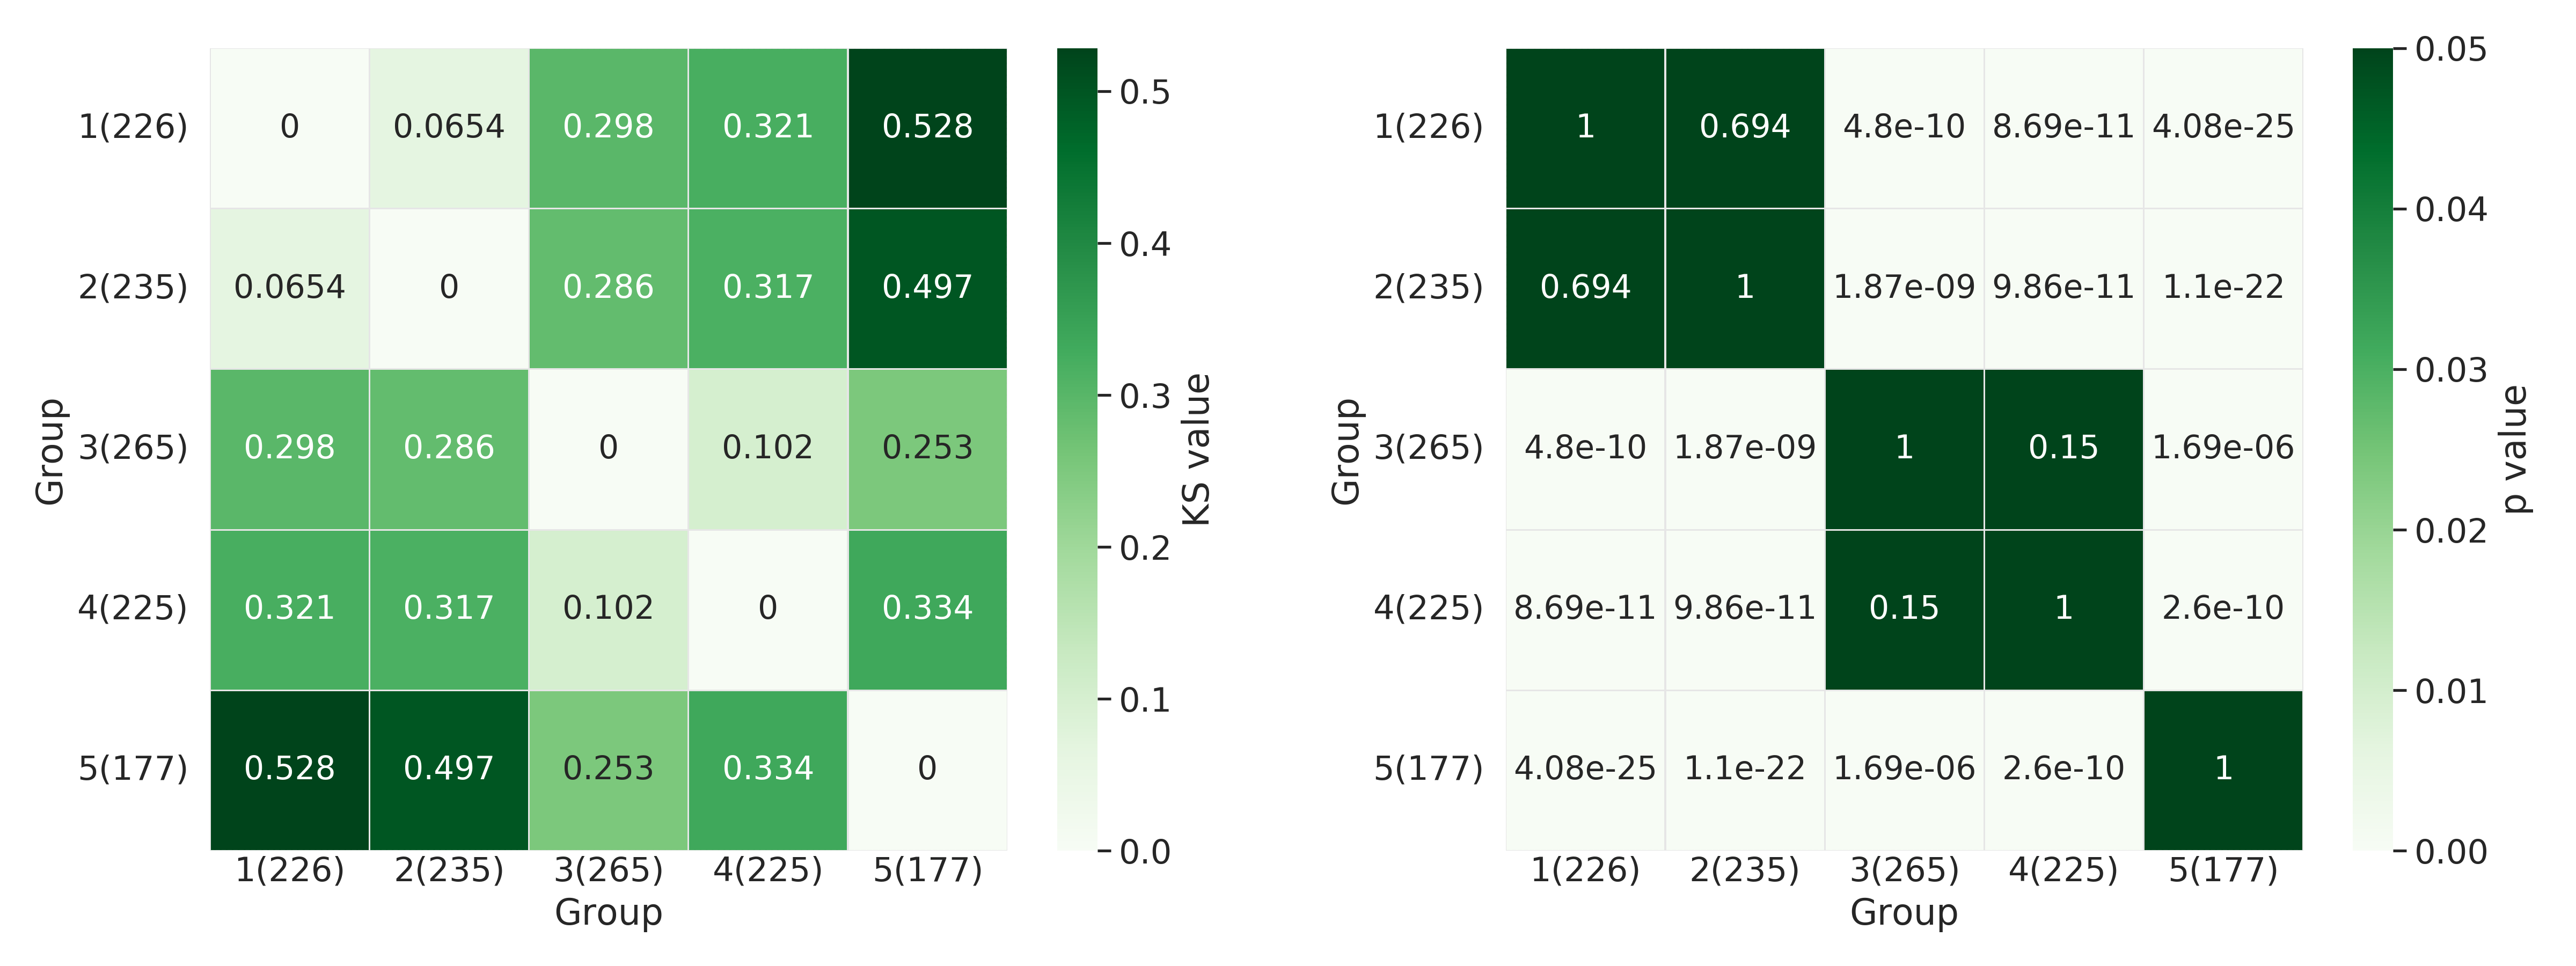 1(226) 0 0.0654 0.298 0.321 0.528
2(235) 0.0654 0 0.286 0.317 0.497
3(265) 0.298 0.286 0 0.102 0.253
4(225) 0.321 0.317 0.102 0 0.334
5(177) 0.528 0.497 0.253 0.334 0
1(226) 2(235) 3(265) 4(225) 5(177)
Group
Group
0.5
0.4
0.3
0.2
0.1
0.0
KS value
1(226) 1 0.694 4.8e-10 8.69e-11 4.08e-25
2(235) 0.694 1 1.87e-09 9.86e-11 1.1e-22
3(265) 4.8e-10 1.87e-09 1 0.15 1.69e-06
4(225) 8.69e-11 9.86e-11 0.15 1 2.6e-10
5(177) 4.08e-25 1.1e-22 1.69e-06 2.6e-10 1
1(226) 2(235) 3(265) 4(225) 5(177)
Group
Group
0.05
0.04
0.03
0.02
0.01
0.00
p value